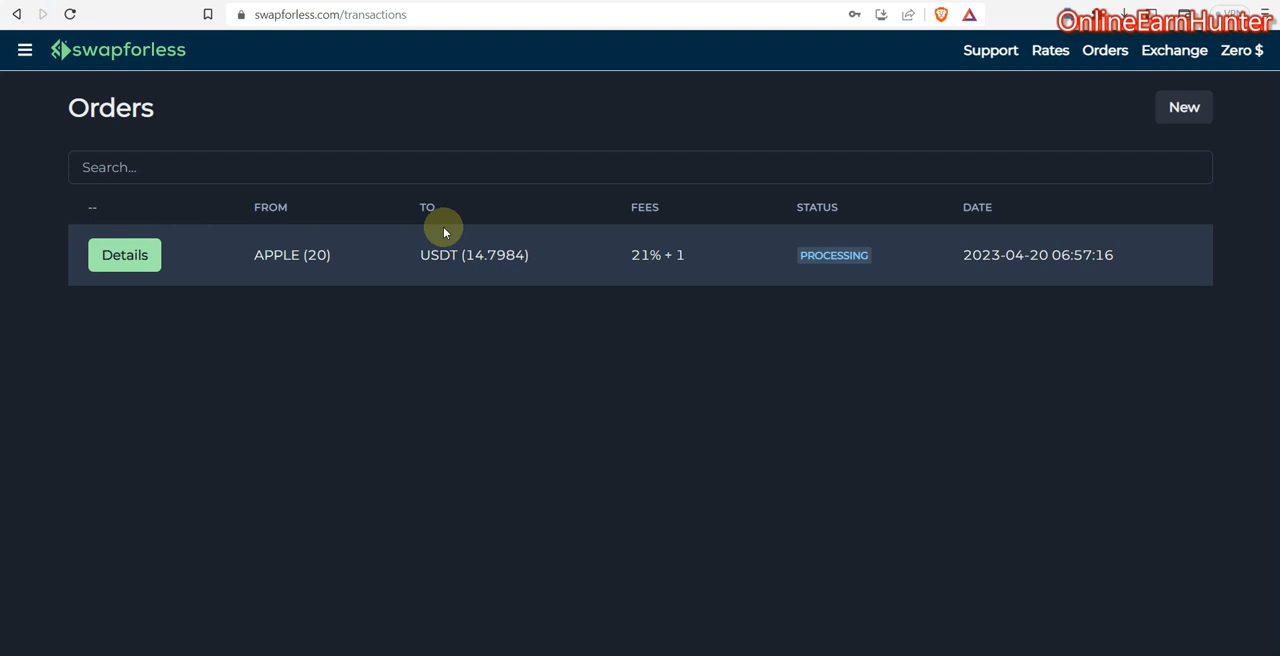 swapforless.com/transactions
VPN
OnlineEarnHunter
swapforless
Support Rates Orders Exchange Zero $
Orders
New
Search...
-- FROM TO FEES STATUS DATE
Details APPLE (20) USDT (14.7984) 21% + 1 PROCESSING 2023-04-20 06:57:16